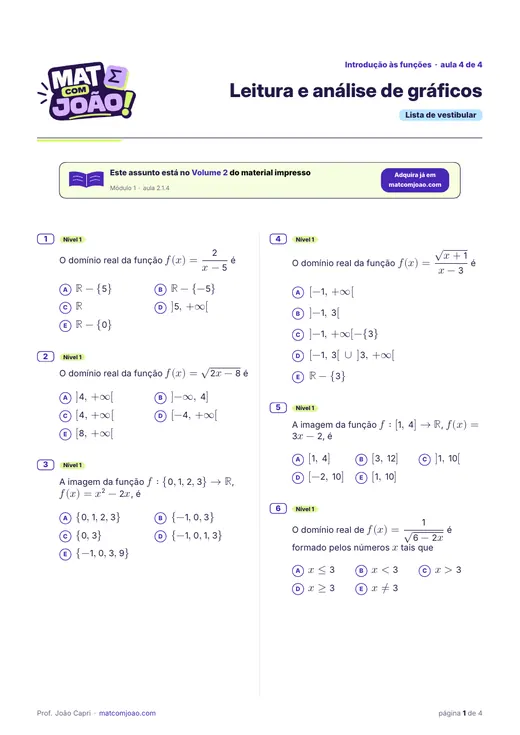 MAT Σ
COM
JOÃO!
Introdução às funções · aula 4 de 4
Leitura e análise de gráficos
Lista de vestibular
Este assunto está no Volume 2 do material impresso
Módulo 1 · aula 2.1.4
Adquira já em
matcomjoao.com
1 Nível 1
O domínio real da função f(x) = 2/(x − 5) é
A ℝ − {5}
B ℝ − {−5}
C ℝ
D ]5, +∞[
E ℝ − {0}
2 Nível 1
O domínio real da função f(x) = √(2x − 8) é
A ]4, +∞[
B ]−∞, 4]
C [4, +∞[
D [−4, +∞[
E [8, +∞[
3 Nível 1
A imagem da função f : {0, 1, 2, 3} → ℝ,
f(x) = x² − 2x, é
A {0, 1, 2, 3}
B {−1, 0, 3}
C {0, 3}
D {−1, 0, 1, 3}
E {−1, 0, 3, 9}
4 Nível 1
O domínio real da função f(x) = √(x + 1)/(x − 3) é
A [−1, +∞[
B ]−1, 3[
C ]−1, +∞[−{3}
D [−1, 3[ ∪ ]3, +∞[
E ℝ − {3}
5 Nível 1
A imagem da função f : [1, 4] → ℝ, f(x) =
3x − 2, é
A [1, 4]
B [3, 12]
C ]1, 10[
D [−2, 10]
E [1, 10]
6 Nível 1
O domínio real de f(x) = 1/√(6 − 2x) é
formado pelos números x tais que
A x ≤ 3
B x < 3
C x > 3
D x ≥ 3
E x ≠ 3
Prof. João Capri · matcomjoao.com
página 1 de 4